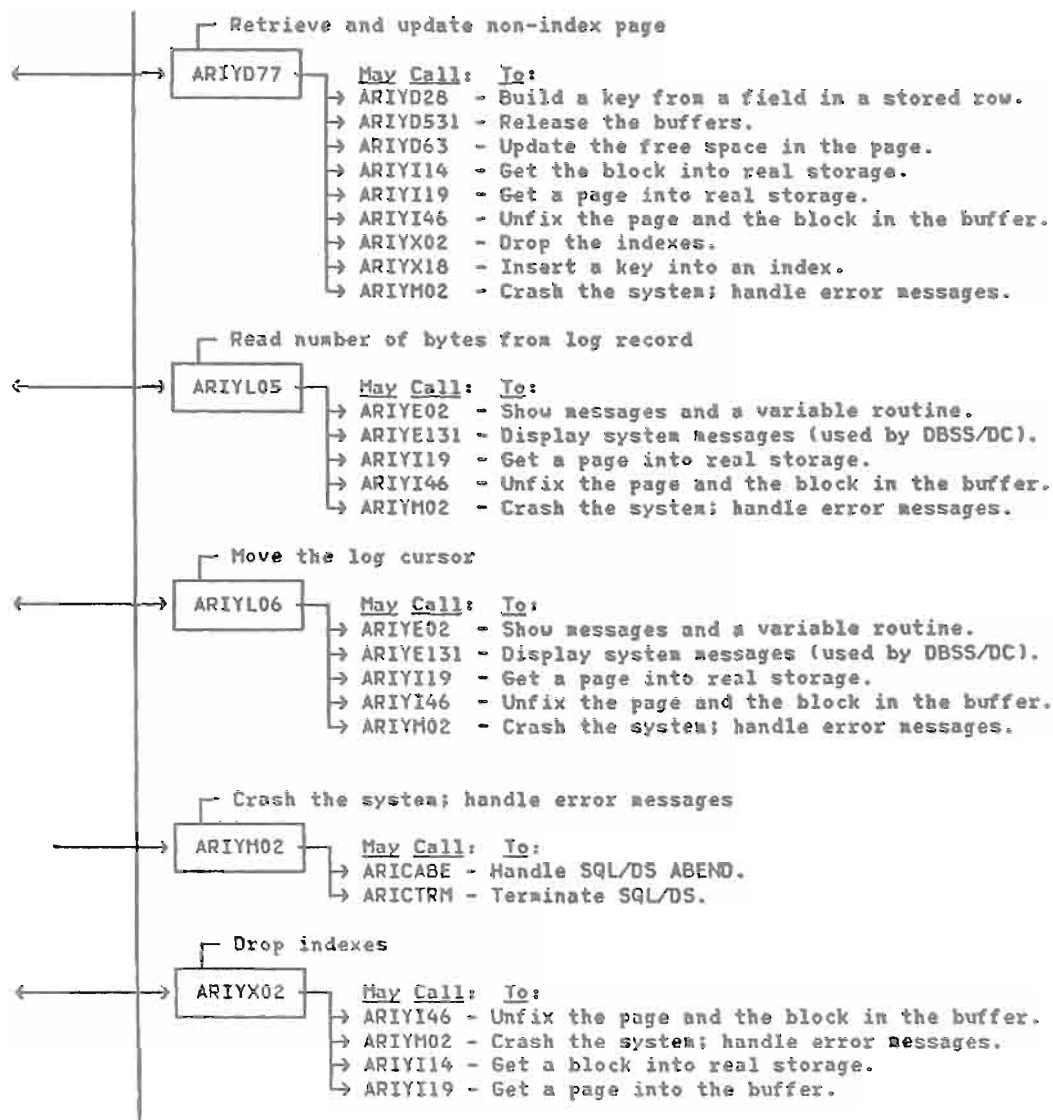 Retrieve and update non-index page
ARIYD77 May Call: To:
ARIYD28 - Build a key from a field in a stored row.
ARIYD531 - Release the buffers.
ARIYD63 - Update the free space in the page.
ARIYI14 - Get the block into real storage.
ARIYI19 - Get a page into real storage.
ARIYI46 - Unfix the page and the block in the buffer.
ARIYX02 - Drop the indexes.
ARIYX18 - Insert a key into an index.
ARIYM02 - Crash the system; handle error messages.
Read number of bytes from log record
ARIYL05 May Call: To:
ARIYE02 - Show messages and a variable routine.
ARIYE131 - Display system messages (used by DBSS/DC).
ARIYI19 - Get a page into real storage.
ARIYI46 - Unfix the page and the block in the buffer.
ARIYM02 - Crash the system; handle error messages.
Move the log cursor
ARIYL06 May Call: To:
ARIYE02 - Show messages and a variable routine.
ARIYE131 - Display system messages (used by DBSS/DC).
ARIYI19 - Get a page into real storage.
ARIYI46 - Unfix the page and the block in the buffer.
ARIYM02 - Crash the system; handle error messages.
Crash the system; handle error messages
ARIYM02 May Call: To:
ARICABE - Handle SQL/DS ABEND.
ARICTRM - Terminate SQL/DS.
Drop indexes
ARIYX02 May Call: To:
ARIYI46 - Unfix the page and the block in the buffer.
ARIYM02 - Crash the system; handle error messages.
ARIYI14 - Get a block into real storage.
ARIYI19 - Get a page into the buffer.